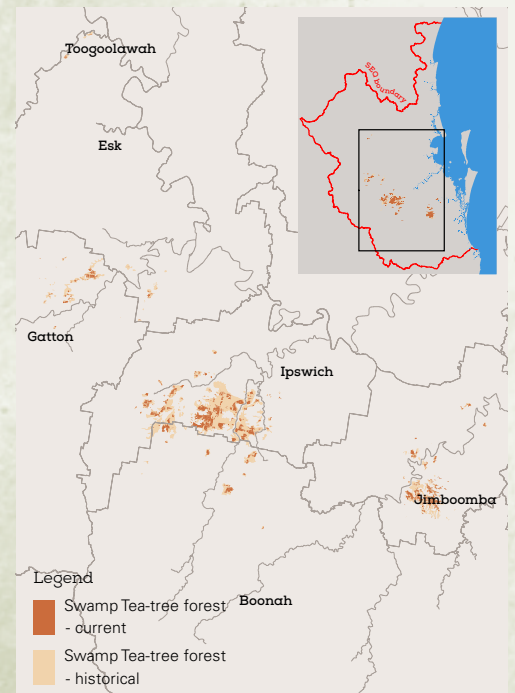 Toogoolawah
SEQ boundary
Esk
Gatton
Ipswich
Jimboomba
Boonah
Legend
Swamp Tea-tree forest
- current
Swamp Tea-tree forest
- historical